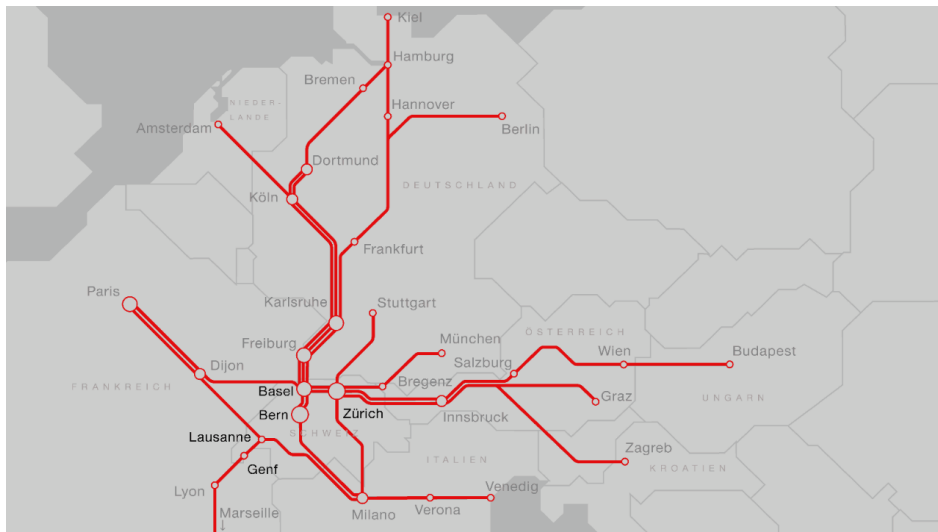 Kiel
Hamburg
Bremen
NIEDER-
LANDE
Hannover
Amsterdam
Berlin
Dortmund
DEUTSCHLAND
Köln
Frankfurt
Paris
Karlsruhe
Stuttgart
Freiburg
München
ÖSTERREICH
Salzburg
Wien
Budapest
Dijon
FRANKREICH
Basel
Bregenz
Graz
UNGARN
Bern
Zürich
Innsbruck
Lausanne
SCHWEIZ
Zagreb
ITALIEN
KROATIEN
Genf
Lyon
Venedig
Marseille
↓
Milano
Verona